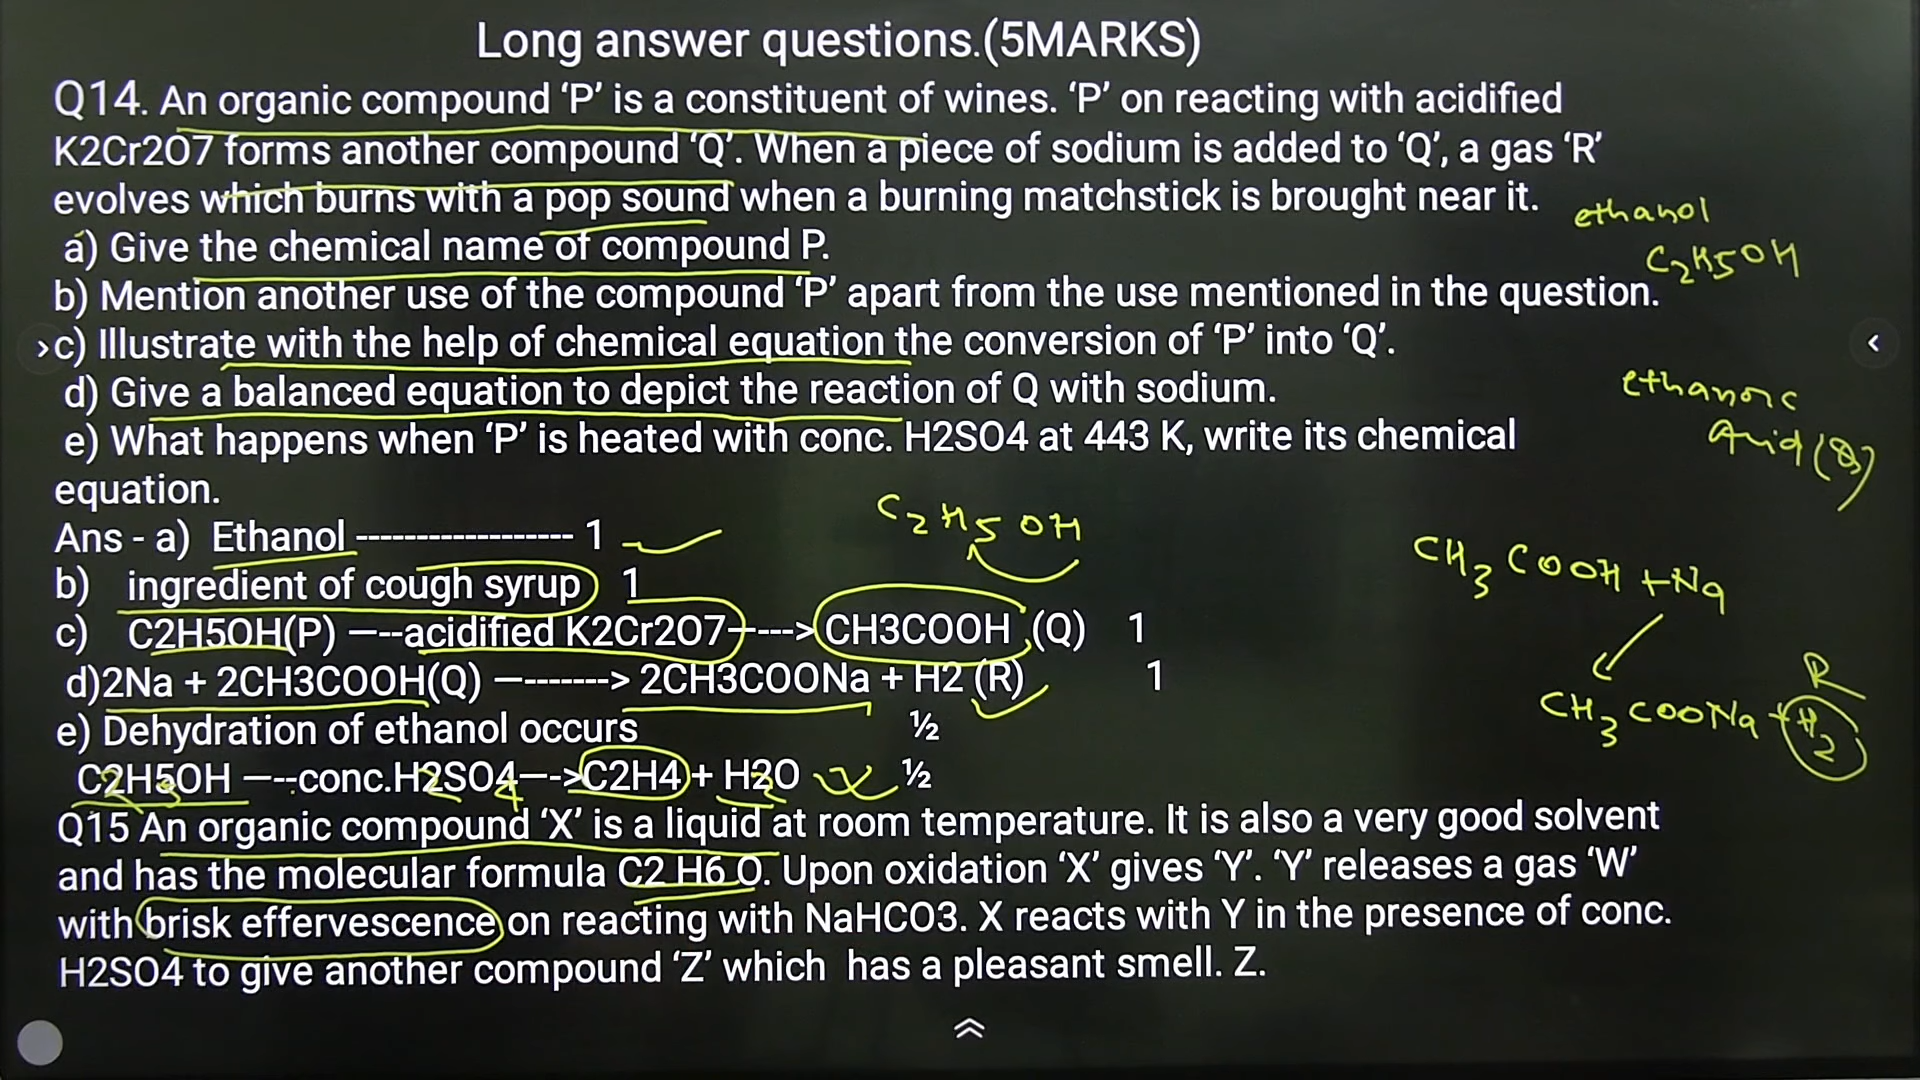 Long answer questions.(5MARKS)
Q14. An organic compound ‘P’ is a constituent of wines. ‘P’ on reacting with acidified
K2Cr2O7 forms another compound ‘Q’. When a piece of sodium is added to ‘Q’, a gas ‘R’
evolves which burns with a pop sound when a burning matchstick is brought near it.
ethanol
a) Give the chemical name of compound P.
C2H5OH
b) Mention another use of the compound ‘P’ apart from the use mentioned in the question.
c) Illustrate with the help of chemical equation the conversion of ‘P’ into ‘Q’.
d) Give a balanced equation to depict the reaction of Q with sodium.
ethanoic
e) What happens when ‘P’ is heated with conc. H2SO4 at 443 K, write its chemical
Acid (Q)
equation.
C2H5OH
Ans - a) Ethanol ------------------ 1
CH3COOH + Na
b) ingredient of cough syrup 1
c) C2H5OH(P) —--acidified K2Cr2O7----> CH3COOH (Q) 1
d)2Na + 2CH3COOH(Q) —-------> 2CH3COONa + H2 (R) 1
R
CH3COONa + H2
e) Dehydration of ethanol occurs ½
C2H5OH —--conc.H2SO4—->C2H4 + H2O ½
Q15 An organic compound ‘X’ is a liquid at room temperature. It is also a very good solvent
and has the molecular formula C2 H6 O. Upon oxidation ‘X’ gives ‘Y’. ‘Y’ releases a gas ‘W’
with brisk effervescence on reacting with NaHCO3. X reacts with Y in the presence of conc.
H2SO4 to give another compound ‘Z’ which has a pleasant smell. Z.